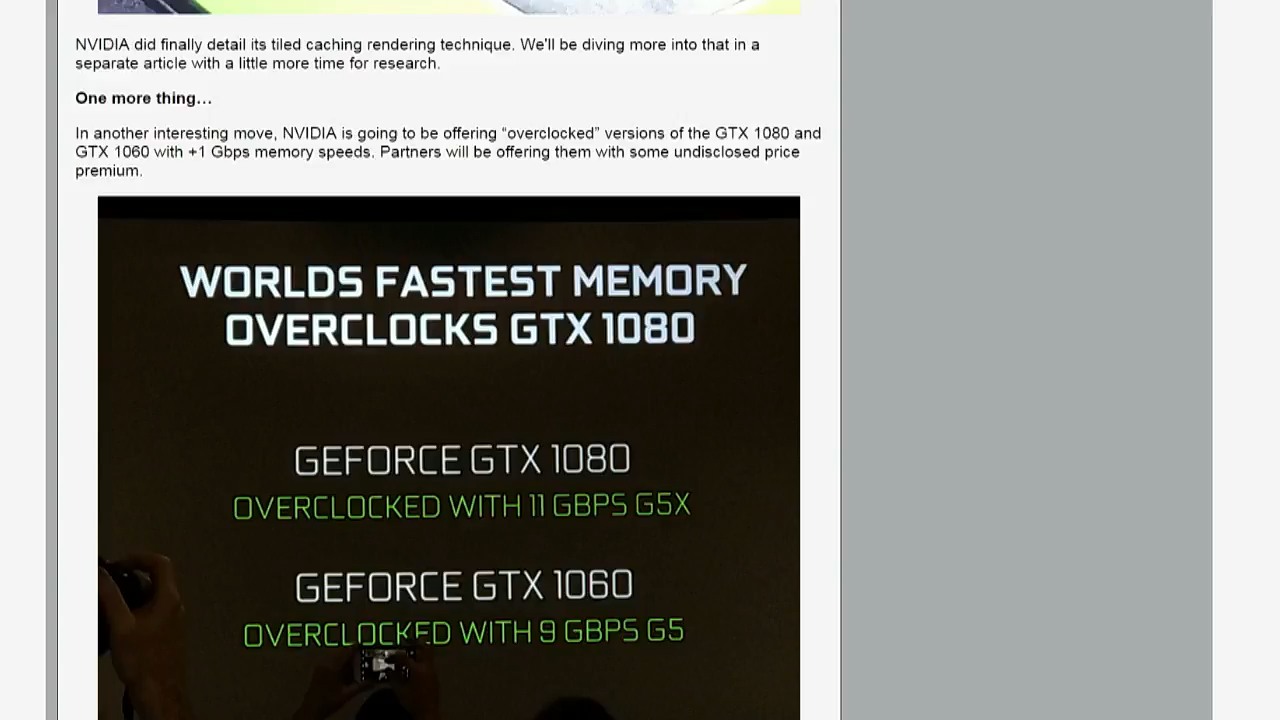 NVIDIA did finally detail its tiled caching rendering technique. We'll be diving more into that in a
separate article with a little more time for research.
One more thing…
In another interesting move, NVIDIA is going to be offering “overclocked” versions of the GTX 1080 and
GTX 1060 with +1 Gbps memory speeds. Partners will be offering them with some undisclosed price
premium.
WORLDS FASTEST MEMORY
OVERCLOCKS GTX 1080
GEFORCE GTX 1080
OVERCLOCKED WITH 11 GBPS G5X
GEFORCE GTX 1060
OVERCLOCKED WITH 9 GBPS G5